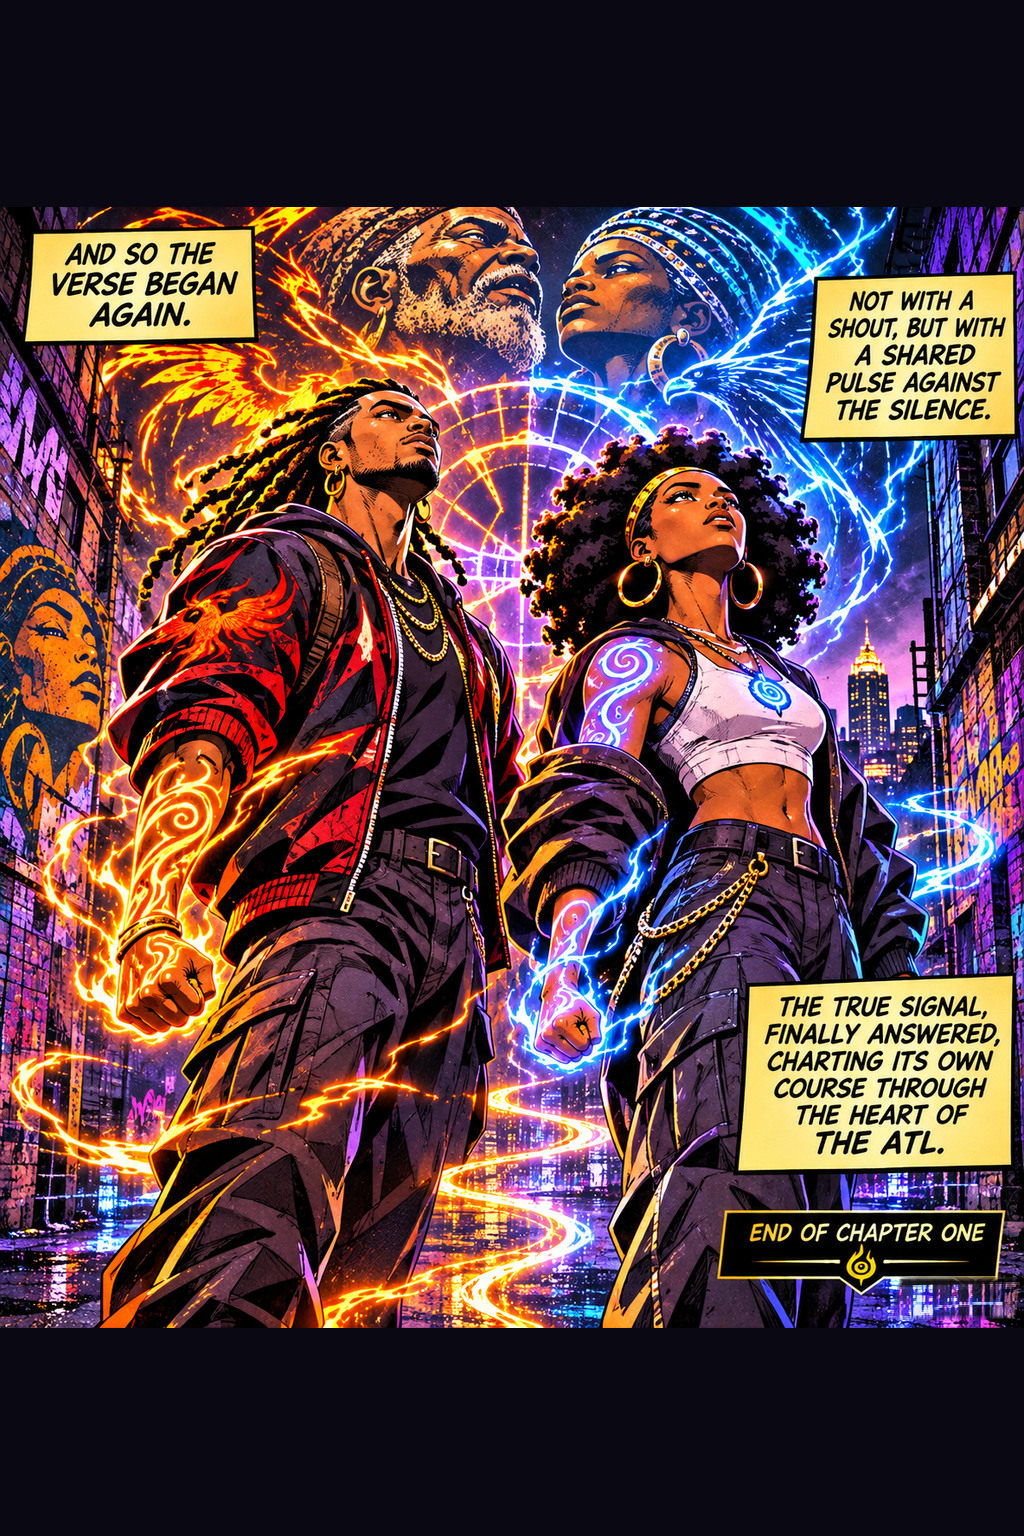 AND SO THE
VERSE BEGAN
AGAIN.
NOT WITH A
SHOUT, BUT WITH
A SHARED
PULSE AGAINST
THE SILENCE.
THE TRUE SIGNAL,
FINALLY ANSWERED,
CHARTING ITS OWN
COURSE THROUGH
THE HEART OF
THE ATL.
END OF CHAPTER ONE